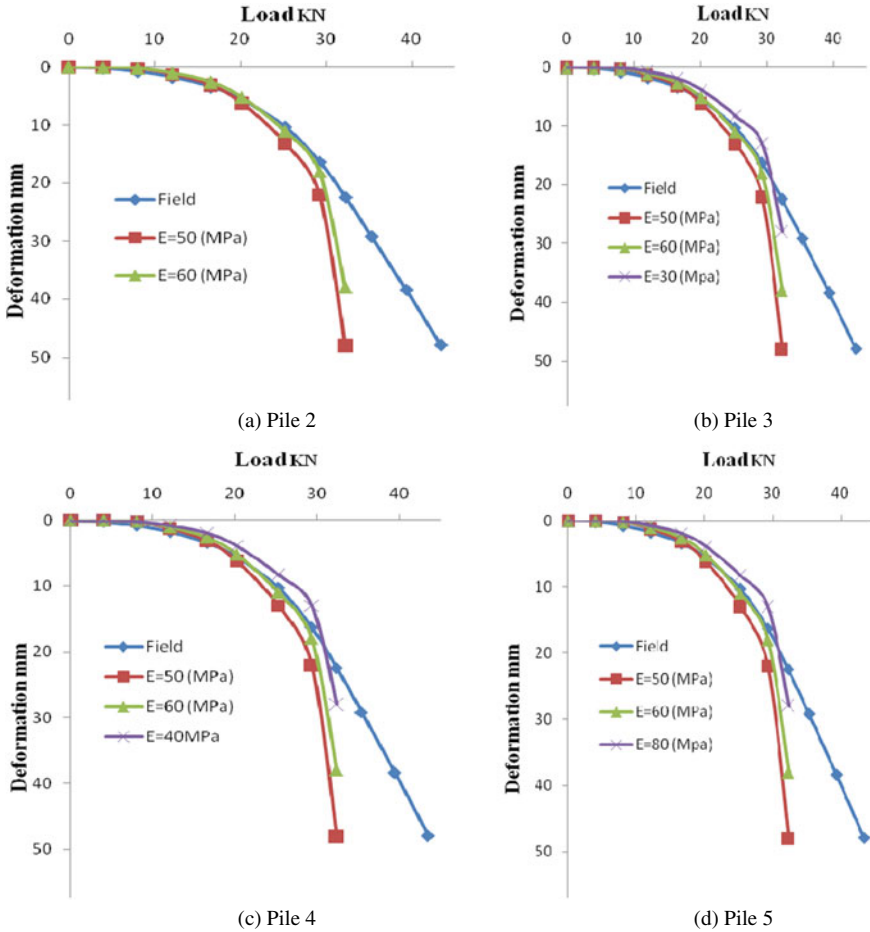 Load KN
0 10 20 30 40
0
10
20
30
40
50
Deformation mm
Field
E=50 (MPa)
E=60 (MPa)
(a) Pile 2
Load KN
0 10 20 30 40
0
10
20
30
40
50
Deformation mm
Field
E=50 (MPa)
E=60 (MPa)
E=30 (Mpa)
(b) Pile 3
Load KN
0 10 20 30 40
0
10
20
30
40
50
Deformation mm
Field
E=50 (MPa)
E=60 (MPa)
E=40MPa
(c) Pile 4
Load KN
0 10 20 30 40
0
10
20
30
40
50
Deformation mm
Field
E=50 (MPa)
E=60 (MPa)
E=80 (Mpa)
(d) Pile 5